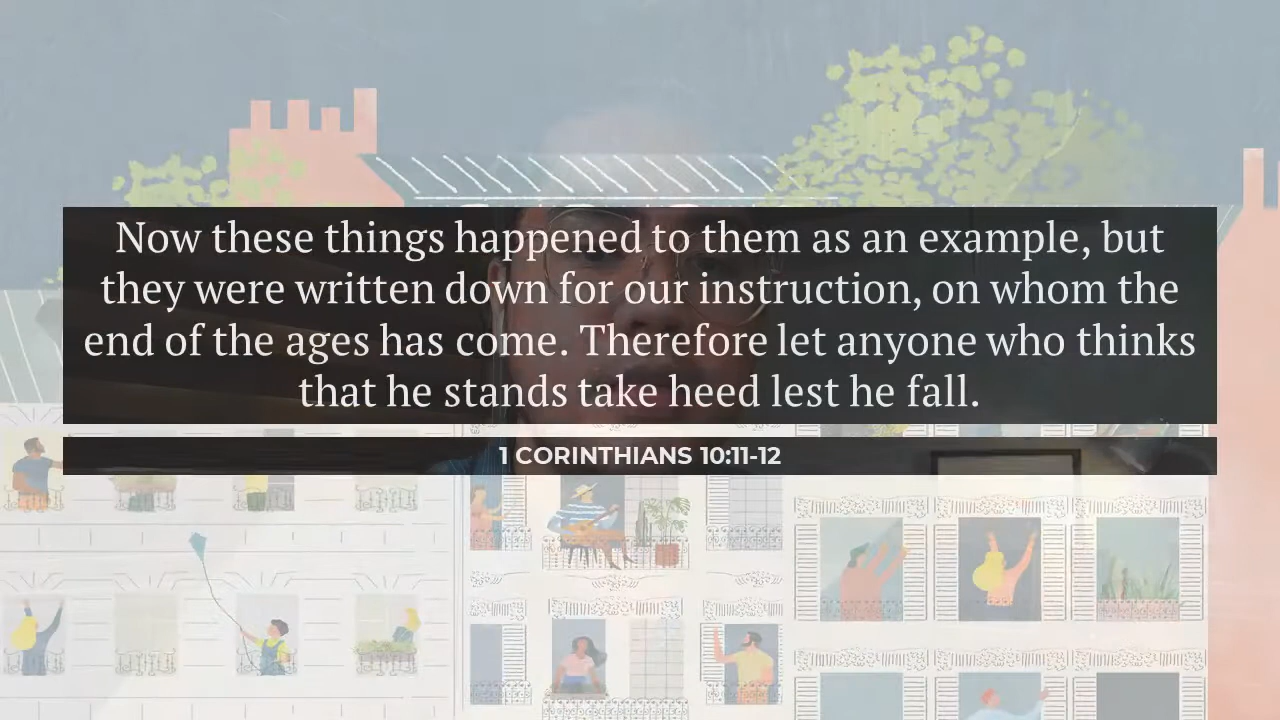 Now these things happened to them as an example, but
they were written down for our instruction, on whom the
end of the ages has come. Therefore let anyone who thinks
that he stands take heed lest he fall.
1 CORINTHIANS 10:11-12